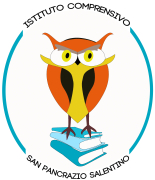 ISTITUTO COMPRENSIVO
SAN PANCRAZIO SALENTINO